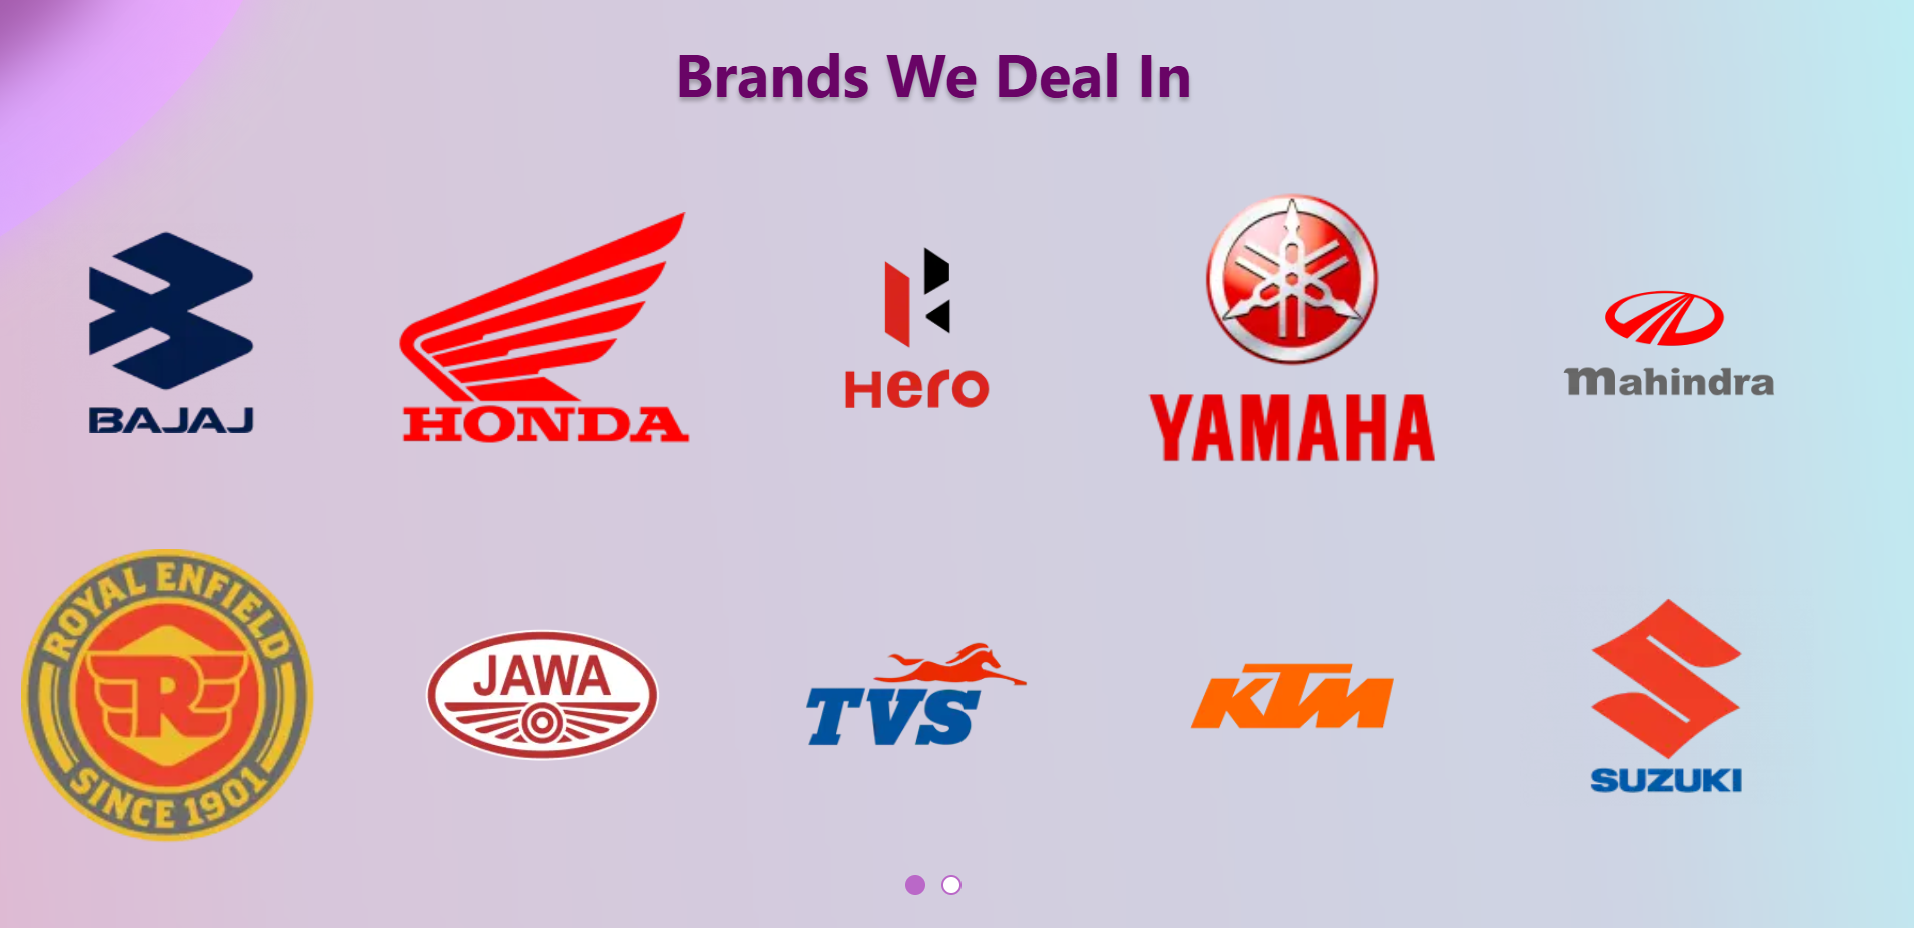 Brands We Deal In
BAJAJ
HONDA
Hero
YAMAHA
mahindra
ROYAL ENFIELD
R
SINCE 1901
JAWA
TVS
KTM
SUZUKI